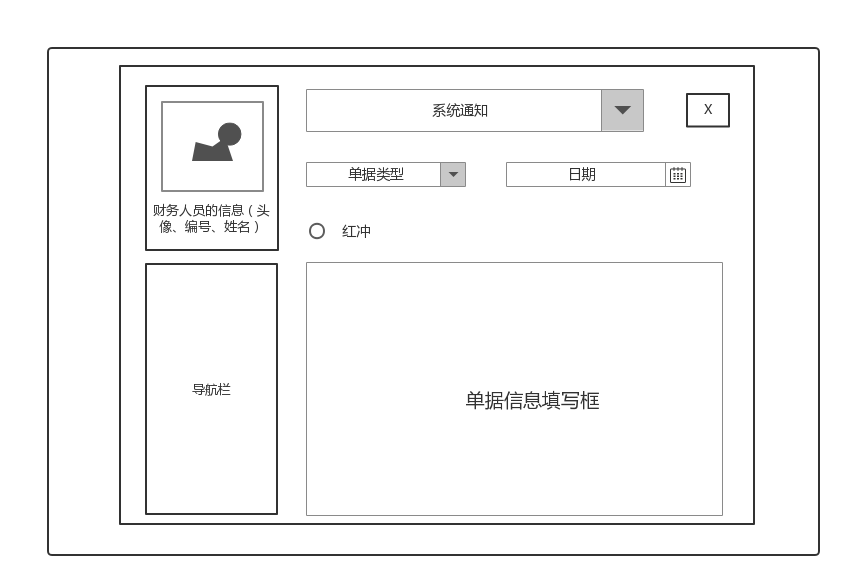 系统通知
X
财务人员的信息（头
像、编号、姓名）
单据类型
日期
红冲
导航栏
单据信息填写框